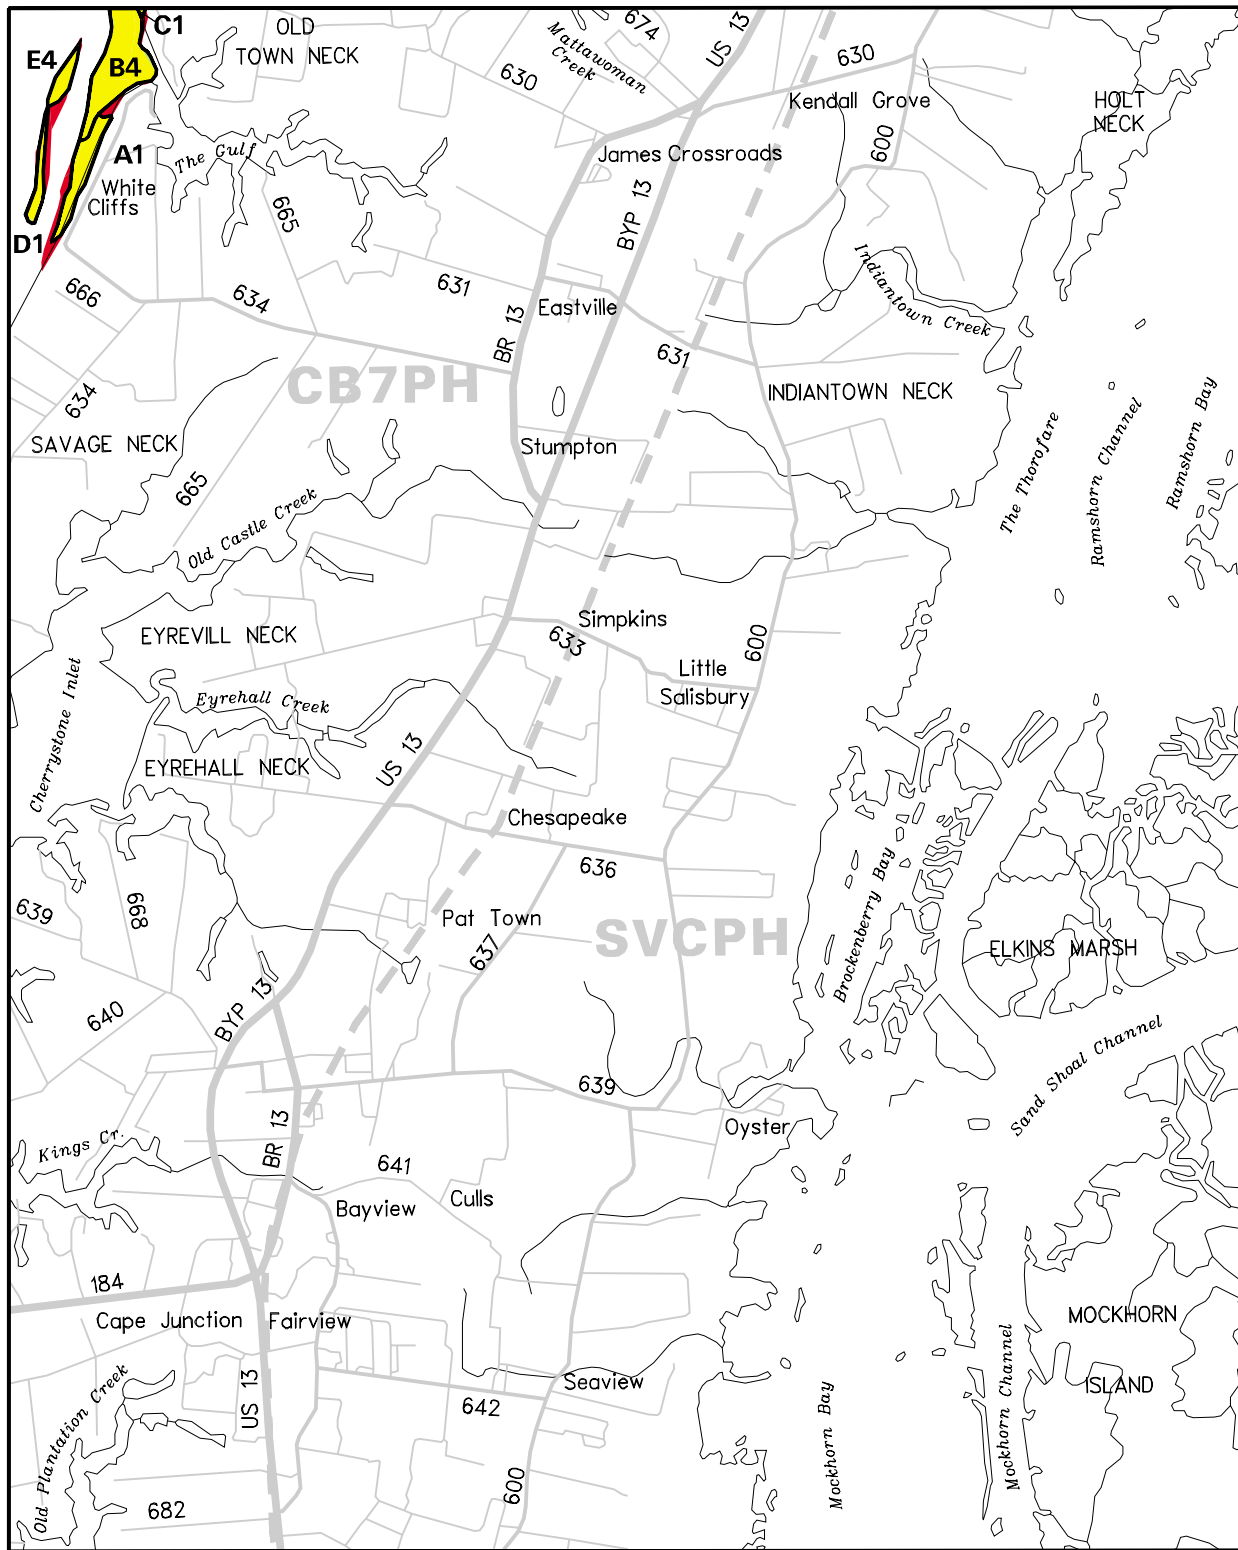 C1
OLD
TOWN NECK
E4
B4
674
US 13
Mattawoman
Creek
630
630
Kendall Grove
HOLT
NECK
600
A1
The Gulf
James Crossroads
White
Cliffs
665
BYP 13
D1
666
634
631
Eastville
Indiantown Creek
BR 13
631
CB7PH
INDIANTOWN NECK
634
SAVAGE NECK
Stumpton
The Thorofare
Ramshorn Channel
Ramshorn Bay
665
Old Castle Creek
EYREVILL NECK
Simpkins
633
600
Little
Salisbury
Cherrystone Inlet
Eyrehall Creek
EYREHALL NECK
US 13
Chesapeake
636
639
668
Pat Town
637
SVCPH
Brockenberry Bay
ELKINS MARSH
640
BYP 13
Sand Shoal Channel
639
Oyster
Kings Cr.
BR 13
641
Bayview
Culls
184
Cape Junction
Fairview
MOCKHORN
ISLAND
Old Plantation Creek
US 13
642
Seaview
Mockhorn Bay
Mockhorn Channel
682
600